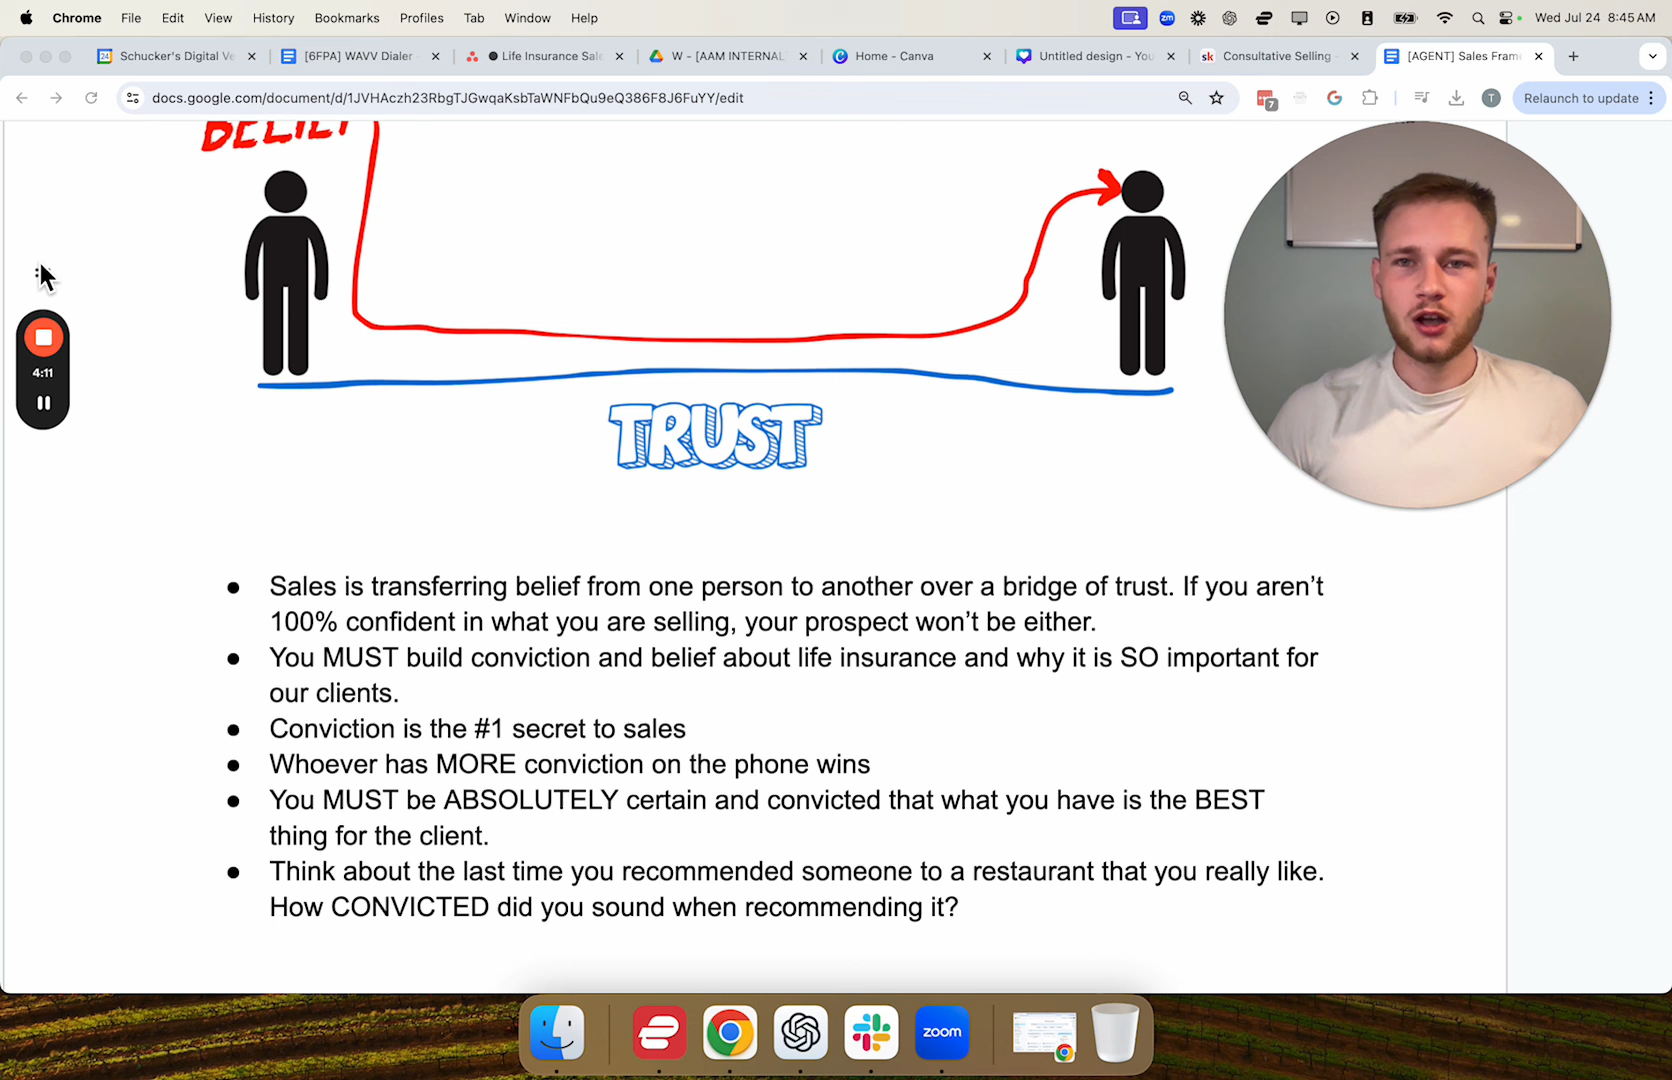 Chrome File Edit View History Bookmarks Profiles Tab Window Help
zm
Wed Jul 24 8:45 AM
24 Schucker's Digital Ve
[6FPA] WAVV Dialer -
Life Insurance Sale
W - [AAM INTERNAL]
Home - Canva
Untitled design - You
sk Consultative Selling -
[AGENT] Sales Frame
docs.google.com/document/d/1JVHAczh23RbgTJGwqaKsbTaWNFbQu9eQ386F8J6FuYY/edit
7
T
Relaunch to update
BELIEF
4:11
TRUST
● Sales is transferring belief from one person to another over a bridge of trust. If you aren't
100% confident in what you are selling, your prospect won't be either.
● You MUST build conviction and belief about life insurance and why it is SO important for
our clients.
● Conviction is the #1 secret to sales
● Whoever has MORE conviction on the phone wins
● You MUST be ABSOLUTELY certain and convicted that what you have is the BEST
thing for the client.
● Think about the last time you recommended someone to a restaurant that you really like.
How CONVICTED did you sound when recommending it?
zoom